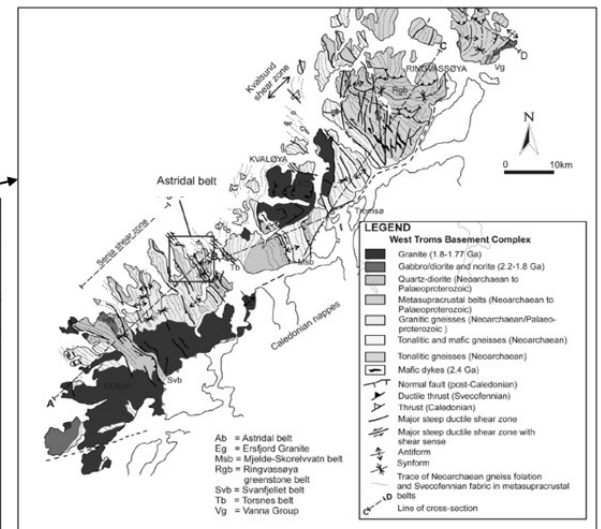 C
D
RINGVASSØYA
Vg
Kvalsund
shear zone
Rgb
N
0 10km
KVALØYA
Astridal belt
Tromsø
Senja shear zone
Tb
Msb
Caledonian nappes
Svb
SENJA
A
LEGEND
West Troms Basement Complex
Granite (1.8-1.77 Ga)
Gabbro/diorite and norite (2.2-1.8 Ga)
Quartz-diorite (Neoarchaean to
Palaeoproterozoic)
Metasupracrustal belts (Neoarchaean to
Palaeoproterozoic)
Granitic gneisses (Neoarchaean/Palaeo-
proterozoic )
Tonalitic and mafic gneisses (Neoarchaean)
Tonalitic gneisses (Neoarchaean)
Mafic dykes (2.4 Ga)
Normal fault (post-Caledonian)
Ductile thrust (Svecofennian)
Thrust (Caledonian)
Major steep ductile shear zone
Major steep ductile shear zone with
shear sense
Antiform
Synform
Trace of Neoarchaean gneiss folation
and Svecofennian fabric in metasupracrustal
belts
C D Line of cross-section
Ab = Astridal belt
Eg = Ersfjord Granite
Msb = Mjelde-Skorelvvatn belt
Rgb = Ringvassøya
greenstone belt
Svb = Svanfjellet belt
Tb = Torsnes belt
Vg = Vanna Group